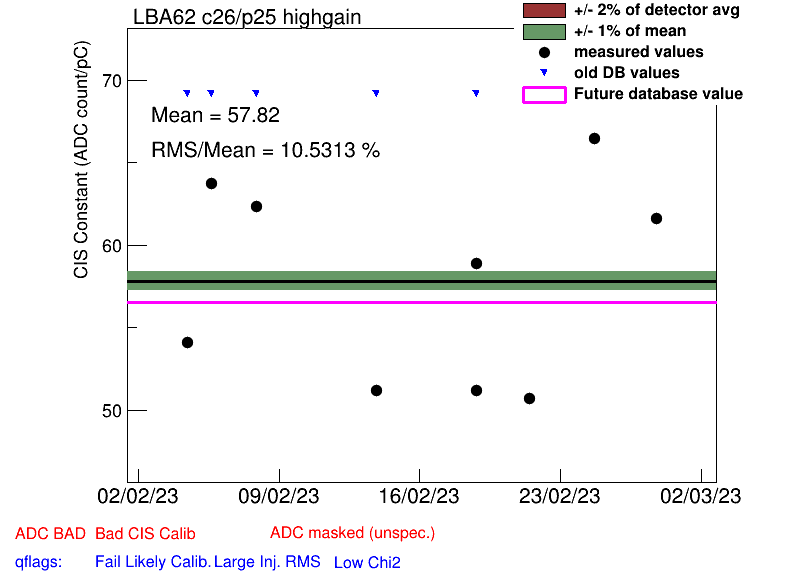 LBA62 c26/p25 highgain
+/- 2% of detector avg
+/- 1% of mean
measured values
old DB values
Future database value
CIS Constant (ADC count/pC)
Mean = 57.82
RMS/Mean = 10.5313 %
70
60
50
02/02/23 09/02/23 16/02/23 23/02/23 02/03/23
ADC BAD Bad CIS Calib ADC masked (unspec.)
qflags: Fail Likely Calib. Large Inj. RMS Low Chi2